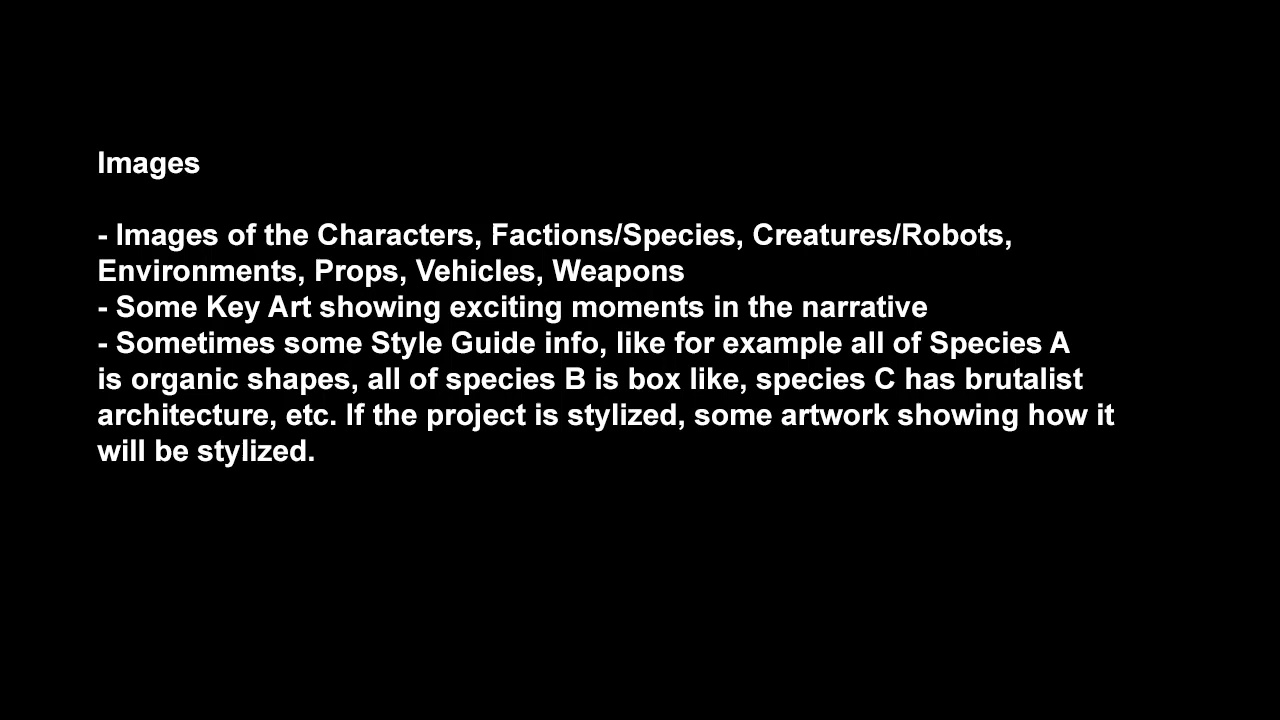 Images
- Images of the Characters, Factions/Species, Creatures/Robots,
Environments, Props, Vehicles, Weapons
- Some Key Art showing exciting moments in the narrative
- Sometimes some Style Guide info, like for example all of Species A
is organic shapes, all of species B is box like, species C has brutalist
architecture, etc. If the project is stylized, some artwork showing how it
will be stylized.